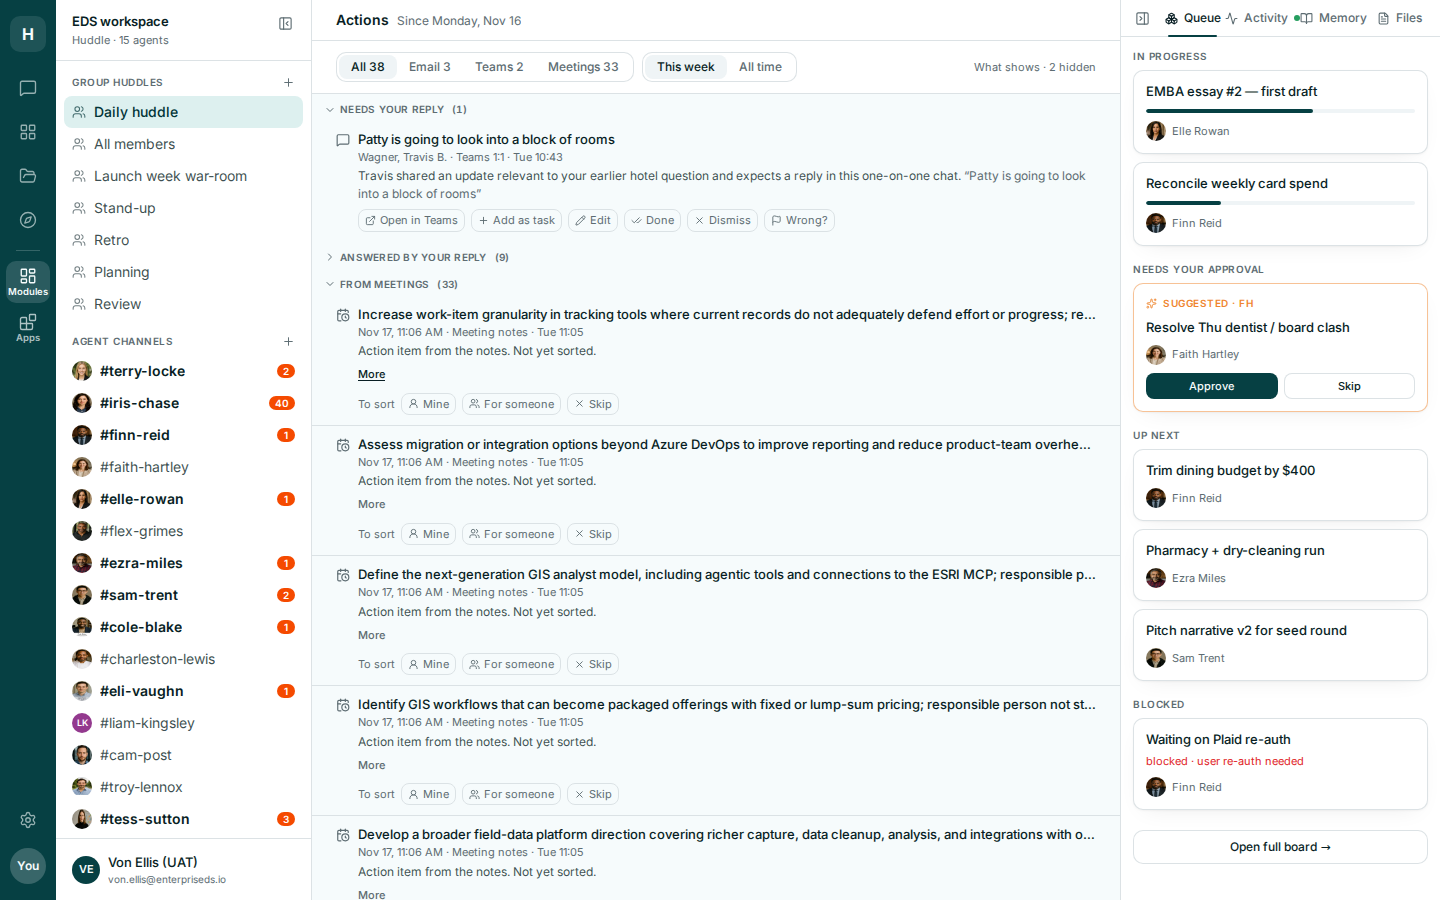 H
Modules
Apps
You
EDS workspace
Huddle · 15 agents
GROUP HUDDLES
Daily huddle
All members
Launch week war-room
Stand-up
Retro
Planning
Review
AGENT CHANNELS
#terry-locke 2
#iris-chase 40
#finn-reid 1
#faith-hartley
#elle-rowan 1
#flex-grimes
#ezra-miles 1
#sam-trent 2
#cole-blake 1
#charleston-lewis
#eli-vaughn 1
LK #liam-kingsley
#cam-post
#troy-lennox
#tess-sutton 3
VE Von Ellis (UAT)
von.ellis@enterpriseds.io
Actions Since Monday, Nov 16
All 38 Email 3 Teams 2 Meetings 33 This week All time What shows · 2 hidden
NEEDS YOUR REPLY (1)
Patty is going to look into a block of rooms
Wagner, Travis B. · Teams 1:1 · Tue 10:43
Travis shared an update relevant to your earlier hotel question and expects a reply in this one-on-one chat. “Patty is going to look
into a block of rooms”
Open in Teams Add as task Edit Done Dismiss Wrong?
ANSWERED BY YOUR REPLY (9)
FROM MEETINGS (33)
Increase work-item granularity in tracking tools where current records do not adequately defend effort or progress; re...
Nov 17, 11:06 AM · Meeting notes · Tue 11:05
Action item from the notes. Not yet sorted.
More
To sort Mine For someone Skip
Assess migration or integration options beyond Azure DevOps to improve reporting and reduce product-team overhe...
Nov 17, 11:06 AM · Meeting notes · Tue 11:05
Action item from the notes. Not yet sorted.
More
To sort Mine For someone Skip
Define the next-generation GIS analyst model, including agentic tools and connections to the ESRI MCP; responsible p...
Nov 17, 11:06 AM · Meeting notes · Tue 11:05
Action item from the notes. Not yet sorted.
More
To sort Mine For someone Skip
Identify GIS workflows that can become packaged offerings with fixed or lump-sum pricing; responsible person not st...
Nov 17, 11:06 AM · Meeting notes · Tue 11:05
Action item from the notes. Not yet sorted.
More
To sort Mine For someone Skip
Develop a broader field-data platform direction covering richer capture, data cleanup, analysis, and integrations with o...
Nov 17, 11:06 AM · Meeting notes · Tue 11:05
Action item from the notes. Not yet sorted.
More
Queue Activity Memory Files
IN PROGRESS
EMBA essay #2 — first draft
Elle Rowan
Reconcile weekly card spend
Finn Reid
NEEDS YOUR APPROVAL
SUGGESTED · FH
Resolve Thu dentist / board clash
Faith Hartley
Approve Skip
UP NEXT
Trim dining budget by $400
Finn Reid
Pharmacy + dry-cleaning run
Ezra Miles
Pitch narrative v2 for seed round
Sam Trent
BLOCKED
Waiting on Plaid re-auth
blocked · user re-auth needed
Finn Reid
Open full board →